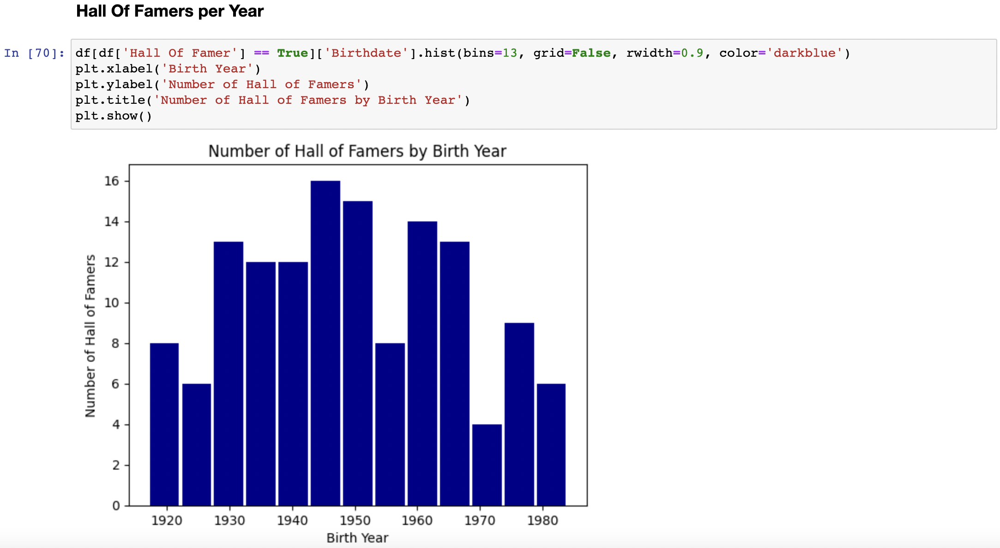 Hall Of Famers per Year
In [70]: df[df['Hall Of Famer'] == True]['Birthdate'].hist(bins=13, grid=False, rwidth=0.9, color='darkblue')
plt.xlabel('Birth Year')
plt.ylabel('Number of Hall of Famers')
plt.title('Number of Hall of Famers by Birth Year')
plt.show()
Number of Hall of Famers by Birth Year
Number of Hall of Famers
16
14
12
10
8
6
4
2
0
1920 1930 1940 1950 1960 1970 1980
Birth Year